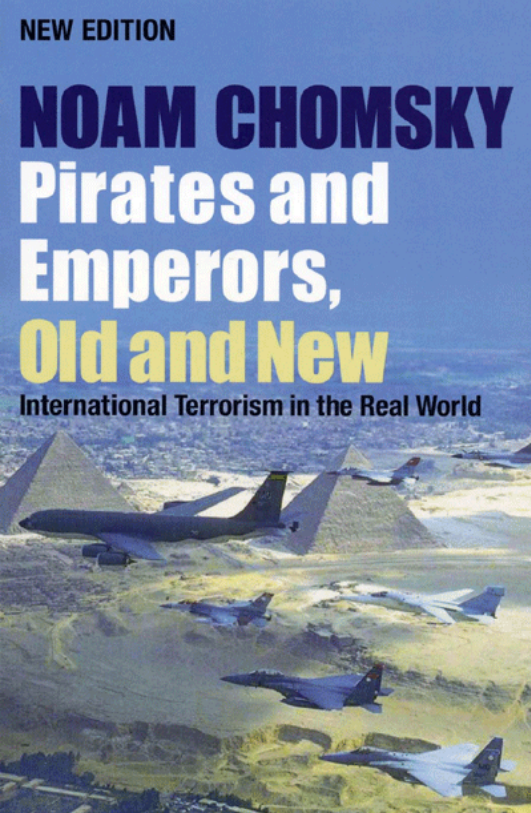 NEW EDITION
NOAM CHOMSKY
Pirates and
Emperors,
Old and New
International Terrorism in the Real World